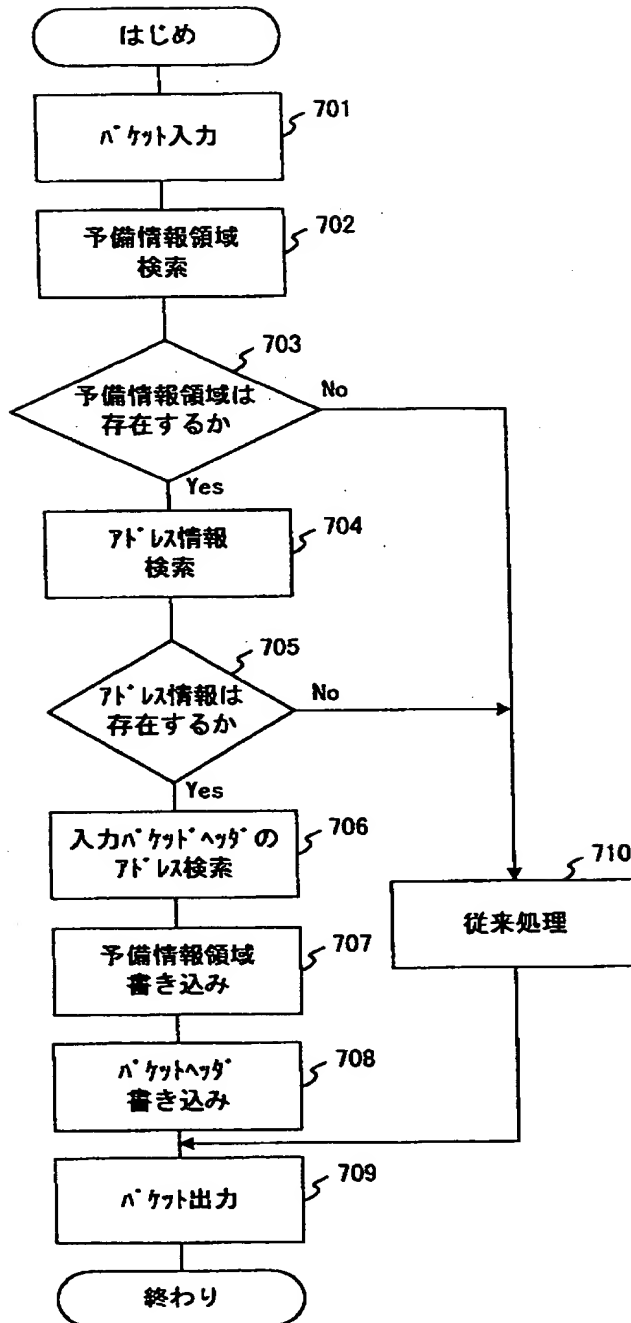 はじめ
パケット入力
701
予備情報領域
検索
702
予備情報領域は
存在するか
703
No
Yes
アドレス情報
検索
704
アドレス情報は
存在するか
705
No
Yes
入力パケットヘッダの
アドレス検索
706
予備情報領域
書き込み
707
パケットヘッダ
書き込み
708
従来処理
710
パケット出力
709
終わり